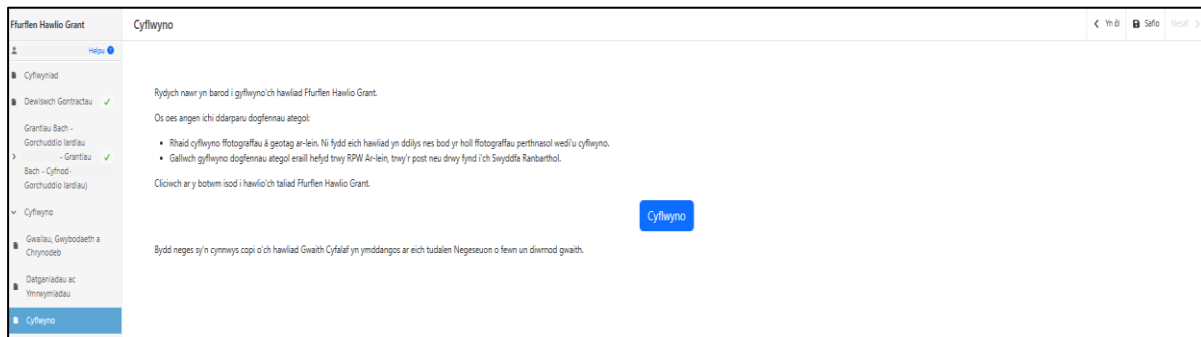 Ffurflen Hawlio Grant
Cyflwyno
Yn ôl
Safio
Nesaf
Helpu
Cyflwyniad
Dewiswch Gontractau
Grantiau Bach -
Gorchuddio Iardiau
- Grantiau
Bach - Cyfnod
Gorchuddio Iardiau)
Cyflwyno
Gwallau, Gwybodaeth a
Chrynodeb
Datganiadau ac
Ymrwymiadau
Cyflwyno
Rydych nawr yn barod i gyflwyno'ch hawliad Ffurflen Hawlio Grant.
Os oes angen ichi ddarparu dogfennau ategol:
• Rhaid cyflwyno ffotograffau â geotag ar-lein. Ni fydd eich hawliad yn ddilys nes bod yr holl ffotograffau perthnasol wedi'u cyflwyno.
• Gallwch gyflwyno dogfennau ategol eraill hefyd trwy RPW Ar-lein, trwy'r post neu drwy fynd i'ch Swyddfa Ranbarthol.
Cliciwch ar y botwm isod i hawlio'ch taliad Ffurflen Hawlio Grant.
Cyflwyno
Bydd neges sy'n cynnwys copi o'ch hawliad Gwaith Cyfalaf yn ymddangos ar eich tudalen Negeseuon o fewn un diwrnod gwaith.